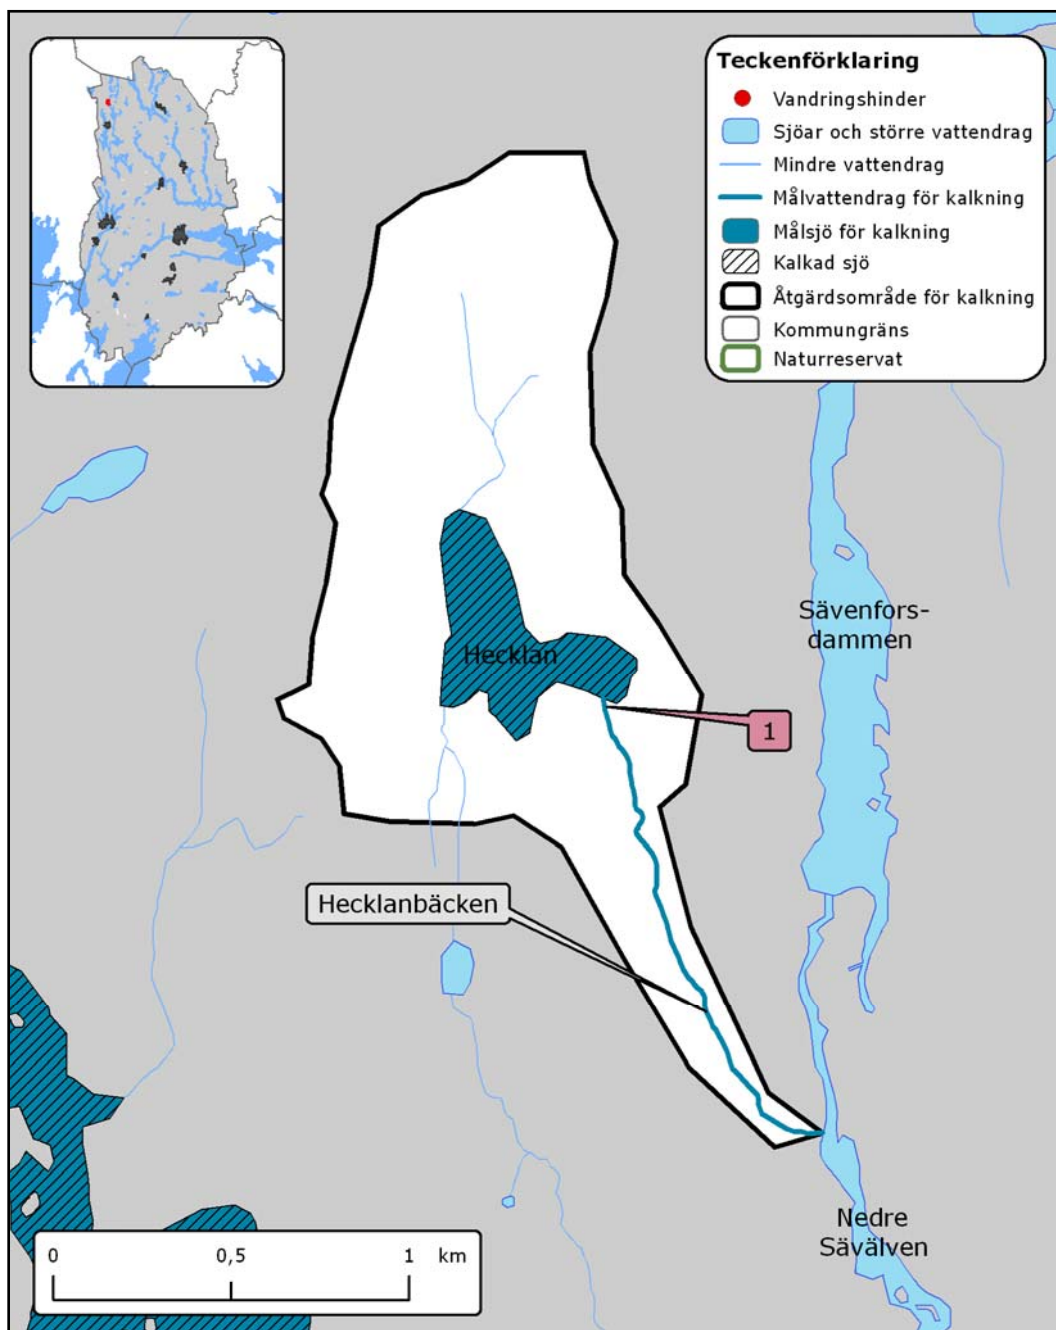 Teckenförklaring
Vandringshinder
Sjöar och större vattendrag
Mindre vattendrag
Målvattendrag för kalkning
Målsjö för kalkning
Kalkad sjö
Åtgärdsområde för kalkning
Kommungräns
Naturreservat
Sävenfors-
dammen
Hecklan
1
Hecklanbäcken
Nedre
Sävälven
0 0,5 1 km